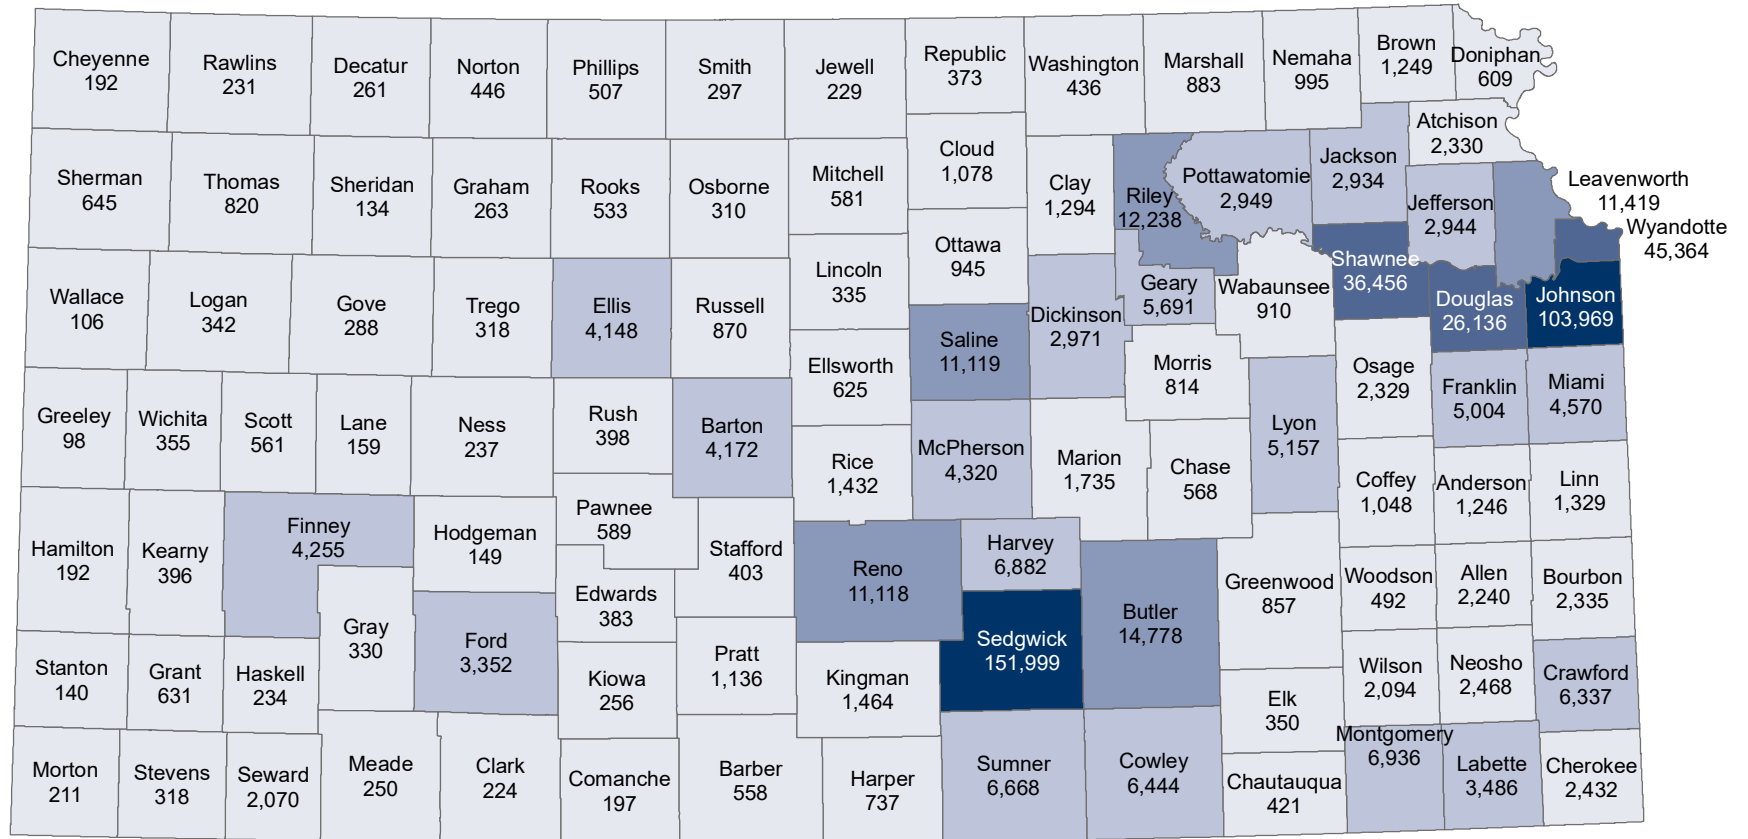 Cheyenne
192
Rawlins
231
Decatur
261
Norton
446
Phillips
507
Smith
297
Jewell
229
Republic
373
Washington
436
Marshall
883
Nemaha
995
Brown
1,249
Doniphan
609
Atchison
2,330
Sherman
645
Thomas
820
Sheridan
134
Graham
263
Rooks
533
Osborne
310
Mitchell
581
Cloud
1,078
Clay
1,294
Riley
12,238
Pottawatomie
2,949
Jackson
2,934
Jefferson
2,944
Leavenworth
11,419
Wyandotte
45,364
Wallace
106
Logan
342
Gove
288
Trego
318
Ellis
4,148
Russell
870
Lincoln
335
Ottawa
945
Dickinson
2,971
Geary
5,691
Wabaunsee
910
Shawnee
36,456
Douglas
26,136
Johnson
103,969
Ellsworth
625
Saline
11,119
Morris
814
Osage
2,329
Franklin
5,004
Miami
4,570
Greeley
98
Wichita
355
Scott
561
Lane
159
Ness
237
Rush
398
Barton
4,172
Rice
1,432
McPherson
4,320
Marion
1,735
Chase
568
Lyon
5,157
Coffey
1,048
Anderson
1,246
Linn
1,329
Hamilton
192
Kearny
396
Finney
4,255
Hodgeman
149
Pawnee
589
Stafford
403
Edwards
383
Reno
11,118
Harvey
6,882
Sedgwick
151,999
Butler
14,778
Greenwood
857
Woodson
492
Allen
2,240
Bourbon
2,335
Gray
330
Ford
3,352
Kiowa
256
Pratt
1,136
Kingman
1,464
Elk
350
Wilson
2,094
Neosho
2,468
Crawford
6,337
Stanton
140
Grant
631
Haskell
234
Morton
211
Stevens
318
Seward
2,070
Meade
250
Clark
224
Comanche
197
Barber
558
Harper
737
Sumner
6,668
Cowley
6,444
Chautauqua
421
Montgomery
6,936
Labette
3,486
Cherokee
2,432